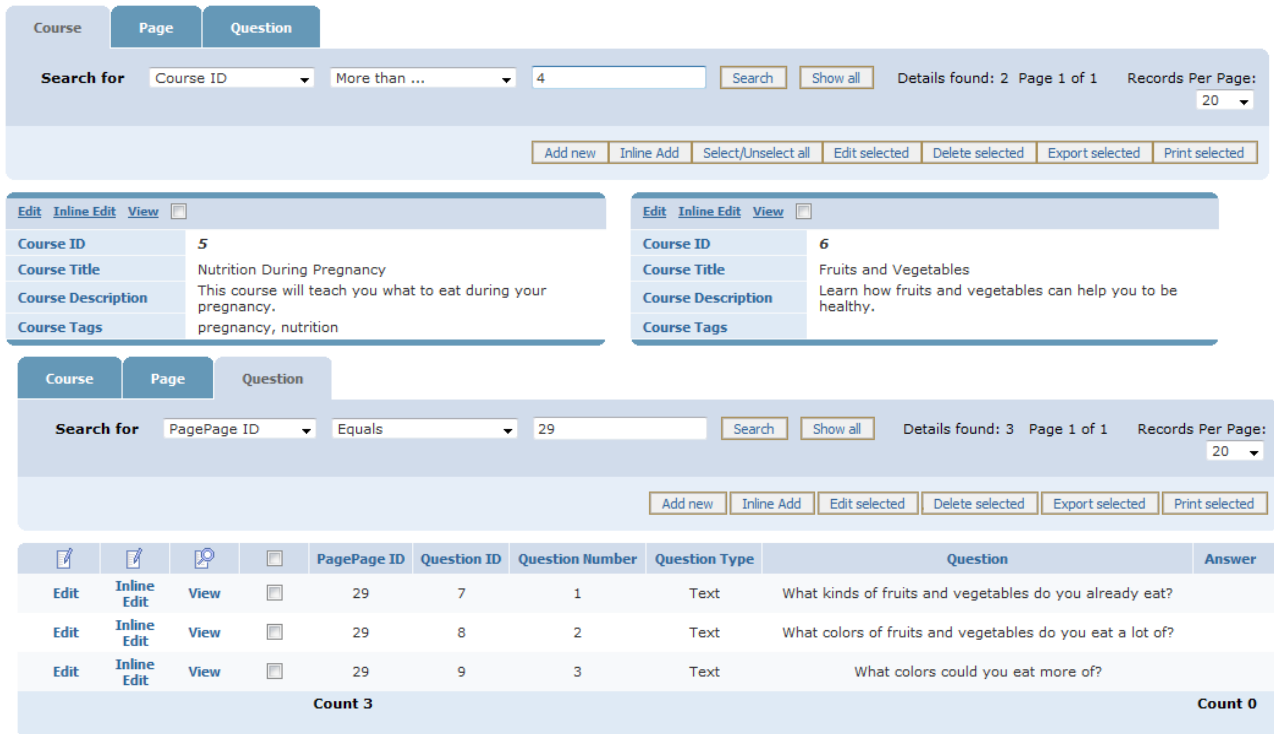 Course Page Question
Search for Course ID More than ... 4 Search Show all Details found: 2 Page 1 of 1 Records Per Page:
20
Add new Inline Add Select/Unselect all Edit selected Delete selected Export selected Print selected
Edit Inline Edit View
Course ID 5
Course Title Nutrition During Pregnancy
Course Description This course will teach you what to eat during your
pregnancy.
Course Tags pregnancy, nutrition
Edit Inline Edit View
Course ID 6
Course Title Fruits and Vegetables
Course Description Learn how fruits and vegetables can help you to be
healthy.
Course Tags
Course Page Question
Search for PagePage ID Equals 29 Search Show all Details found: 3 Page 1 of 1 Records Per Page:
20
Add new Inline Add Edit selected Delete selected Export selected Print selected
PagePage ID Question ID Question Number Question Type Question Answer
Edit Inline Edit View 29 7 1 Text What kinds of fruits and vegetables do you already eat?
Edit Inline Edit View 29 8 2 Text What colors of fruits and vegetables do you eat a lot of?
Edit Inline Edit View 29 9 3 Text What colors could you eat more of?
Count 3 Count 0